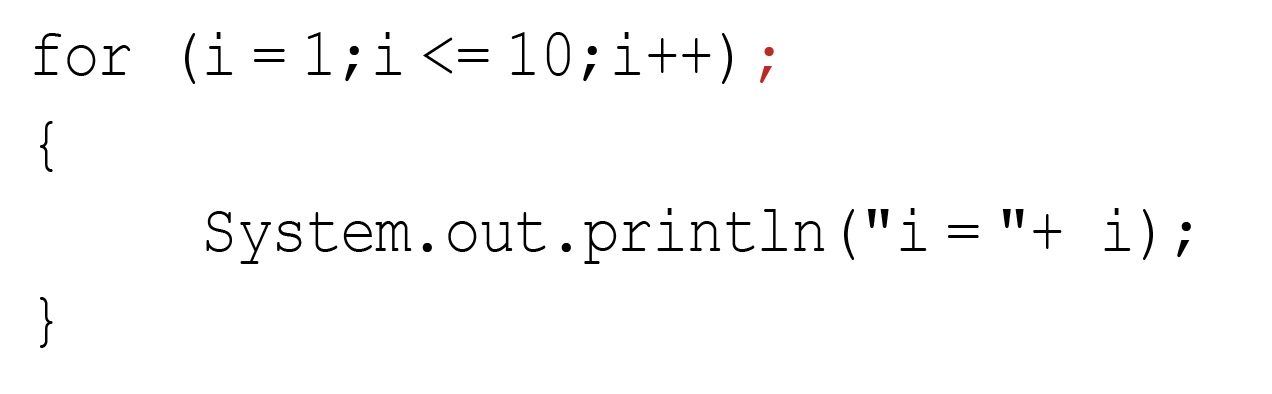 for (i = 1;i <= 10;i++);
{
System.out.println("i = "+ i);
}